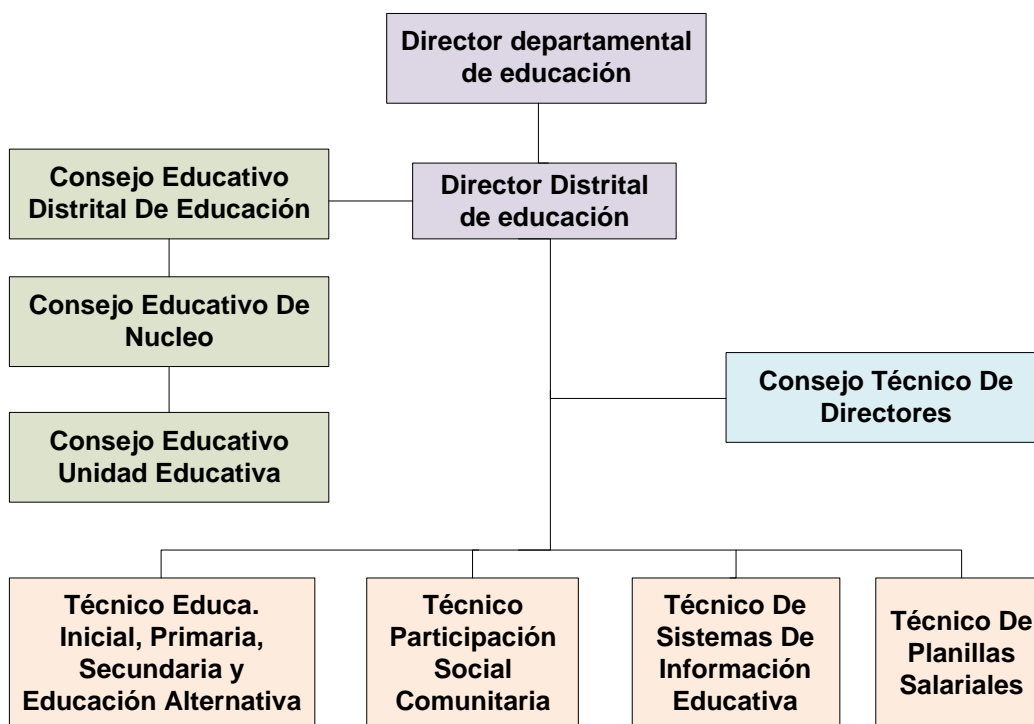 Director departamental
de educación
Consejo Educativo
Distrital De Educación
Director Distrital
de educación
Consejo Educativo De
Nucleo
Consejo Técnico De
Directores
Consejo Educativo
Unidad Educativa
Técnico Educa.
Inicial, Primaria,
Secundaria y
Educación Alternativa
Técnico
Participación
Social
Comunitaria
Técnico De
Sistemas De
Información
Educativa
Técnico De
Planillas
Salariales